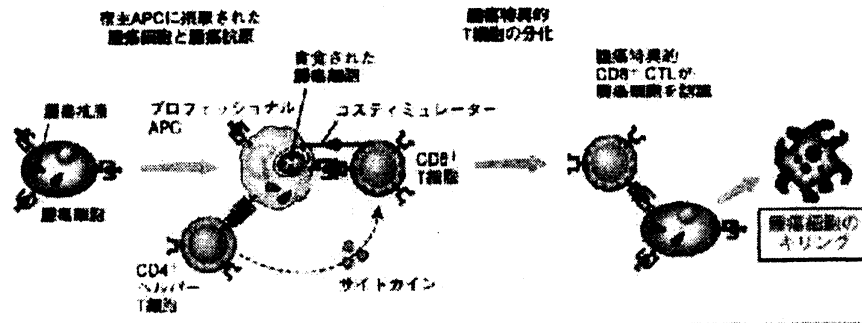 宿主APCに摂取された
腫瘍細胞と腫瘍抗原
腫瘍特異的
T細胞の分化
貪食された
腫瘍細胞
腫瘍特異的
CD8⁺ CTLが
腫瘍細胞を認識
腫瘍抗原
プロフェッショナル
APC
コスティミュレーター
CD8⁺
T細胞
腫瘍細胞
腫瘍細胞の
キリング
CD4⁺
ヘルパー
T細胞
サイトカイン